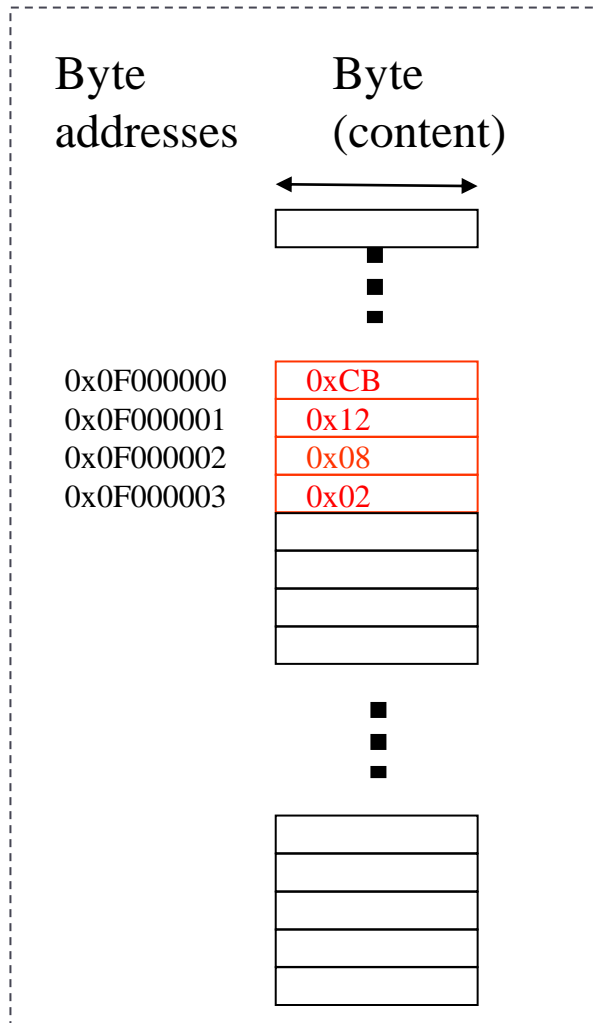 Byte addresses
Byte (content)
0x0F000000 0xCB
0x0F000001 0x12
0x0F000002 0x08
0x0F000003 0x02